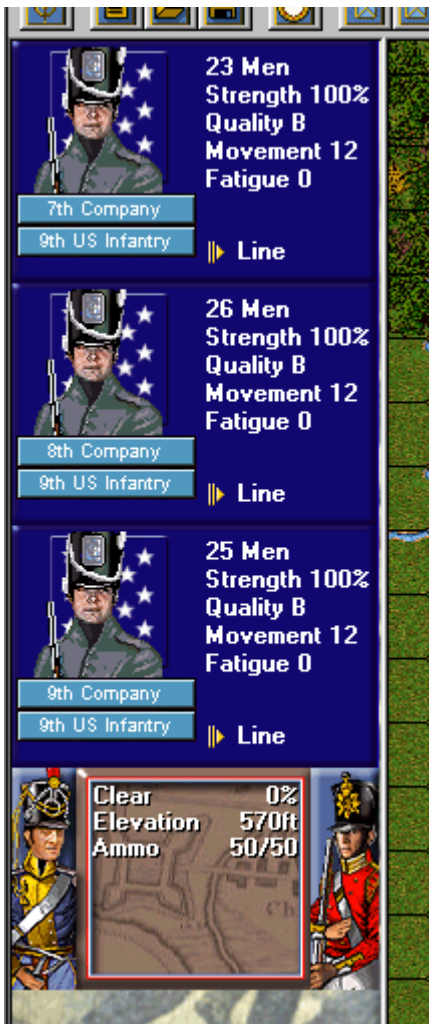 23 Men
Strength 100%
Quality B
Movement 12
Fatigue 0
7th Company
9th US Infantry
Line
26 Men
Strength 100%
Quality B
Movement 12
Fatigue 0
8th Company
9th US Infantry
Line
25 Men
Strength 100%
Quality B
Movement 12
Fatigue 0
9th Company
9th US Infantry
Line
Clear 0%
Elevation 570ft
Ammo 50/50
Ch